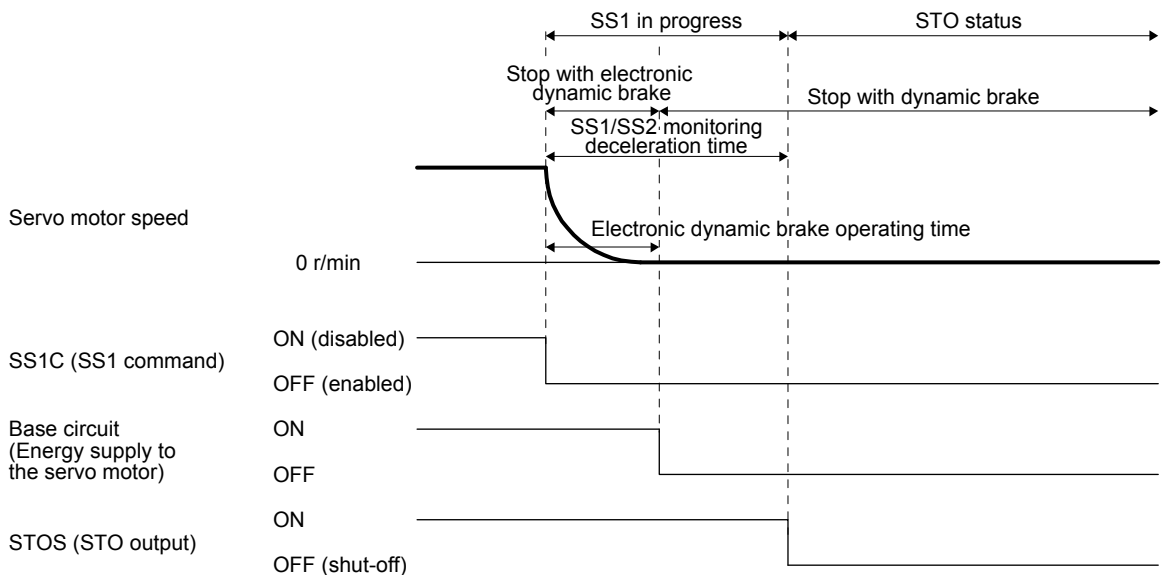 SS1 in progress
STO status
Stop with electronic
dynamic brake
Stop with dynamic brake
SS1/SS2 monitoring
deceleration time
Servo motor speed
Electronic dynamic brake operating time
0 r/min
SS1C (SS1 command)
ON (disabled)
OFF (enabled)
Base circuit
(Energy supply to
the servo motor)
ON
OFF
STOS (STO output)
ON
OFF (shut-off)